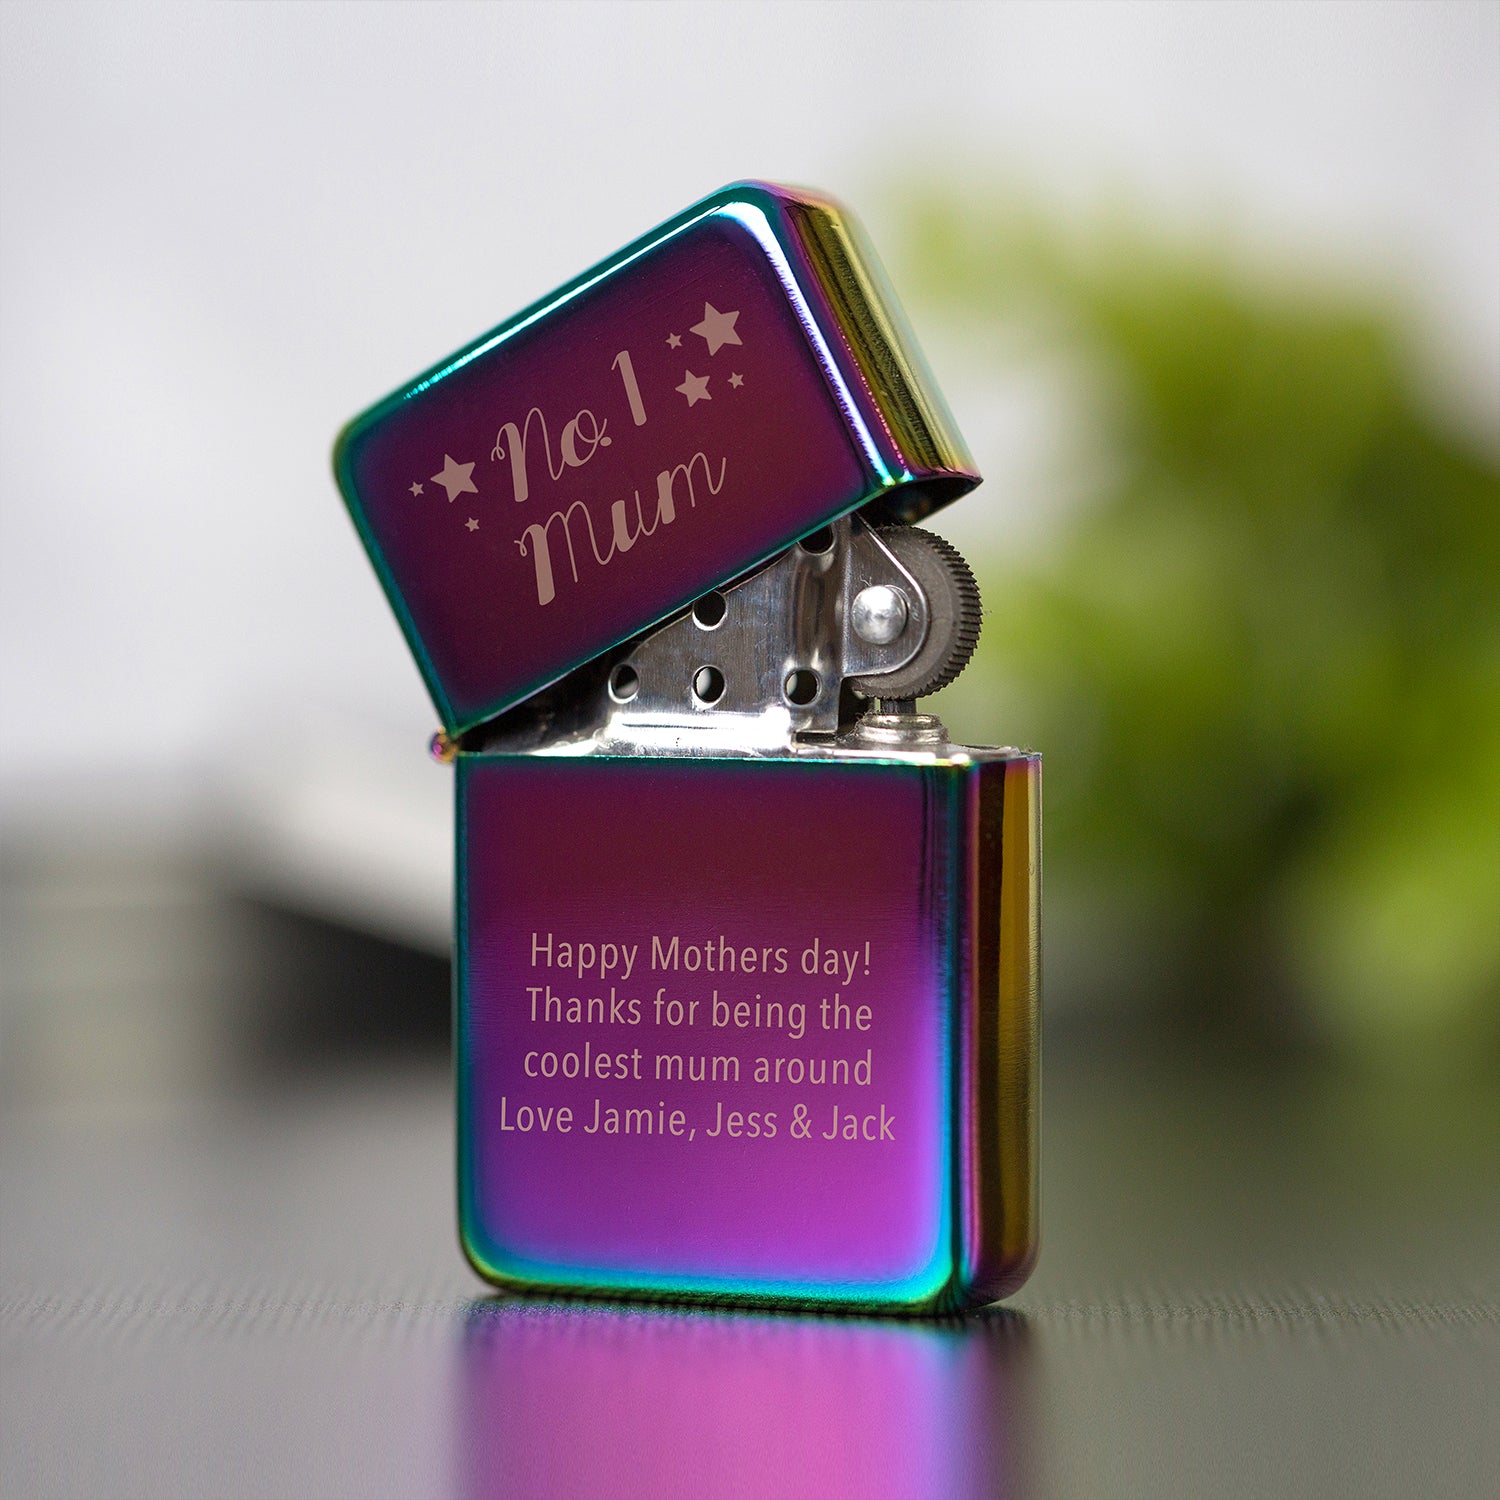 No. 1
Mum
Happy Mothers day!
Thanks for being the
coolest mum around
Love Jamie, Jess & Jack